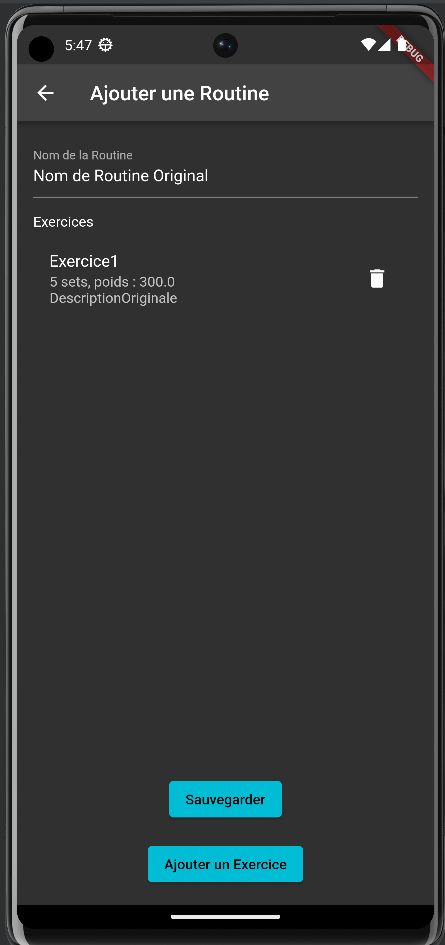 5:47
DEBUG
Ajouter une Routine
Nom de la Routine
Nom de Routine Original
Exercices
Exercice1
5 sets, poids : 300.0
DescriptionOriginale
Sauvegarder
Ajouter un Exercice